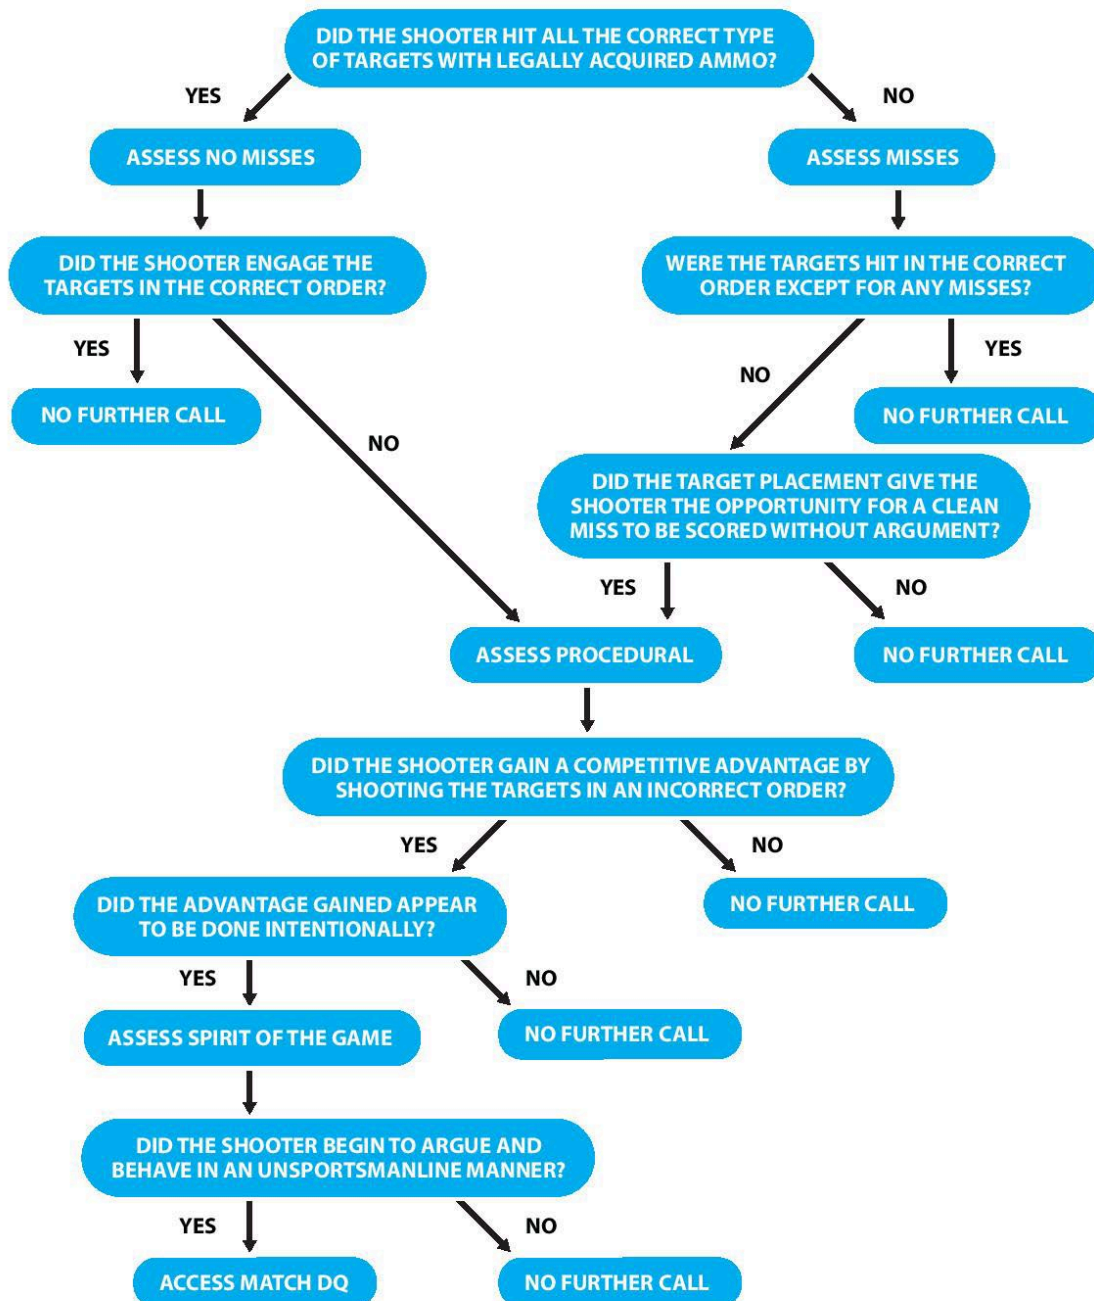 DID THE SHOOTER HIT ALL THE CORRECT TYPE
OF TARGETS WITH LEGALLY ACQUIRED AMMO?
YES
NO
ASSESS NO MISSES
ASSESS MISSES
DID THE SHOOTER ENGAGE THE
TARGETS IN THE CORRECT ORDER?
WERE THE TARGETS HIT IN THE CORRECT
ORDER EXCEPT FOR ANY MISSES?
YES
NO
NO
YES
NO FURTHER CALL
NO FURTHER CALL
DID THE TARGET PLACEMENT GIVE THE
SHOOTER THE OPPORTUNITY FOR A CLEAN
MISS TO BE SCORED WITHOUT ARGUMENT?
YES
NO
ASSESS PROCEDURAL
NO FURTHER CALL
DID THE SHOOTER GAIN A COMPETITIVE ADVANTAGE BY
SHOOTING THE TARGETS IN AN INCORRECT ORDER?
YES
NO
DID THE ADVANTAGE GAINED APPEAR
TO BE DONE INTENTIONALLY?
NO FURTHER CALL
YES
NO
ASSESS SPIRIT OF THE GAME
NO FURTHER CALL
DID THE SHOOTER BEGIN TO ARGUE AND
BEHAVE IN AN UNSPORTSMANLINE MANNER?
YES
NO
ACCESS MATCH DQ
NO FURTHER CALL